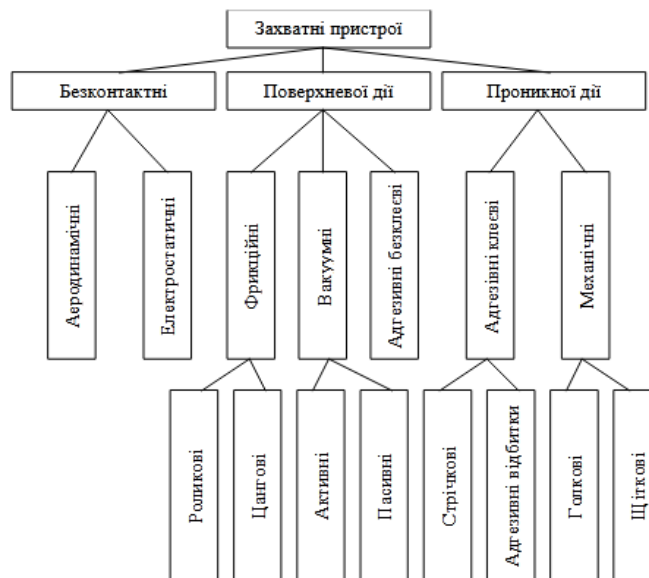 Захватні пристрої
Безконтактні
Поверхневої дії
Проникної дії
Аеродинамічні
Електростатичні
Фрикційні
Вакуумні
Адгезивні безклеєві
Адгезівні клеєві
Механічні
Роликові
Цангові
Активні
Пасивні
Стрічкові
Адгезивні відбитки
Голкові
Щіткові